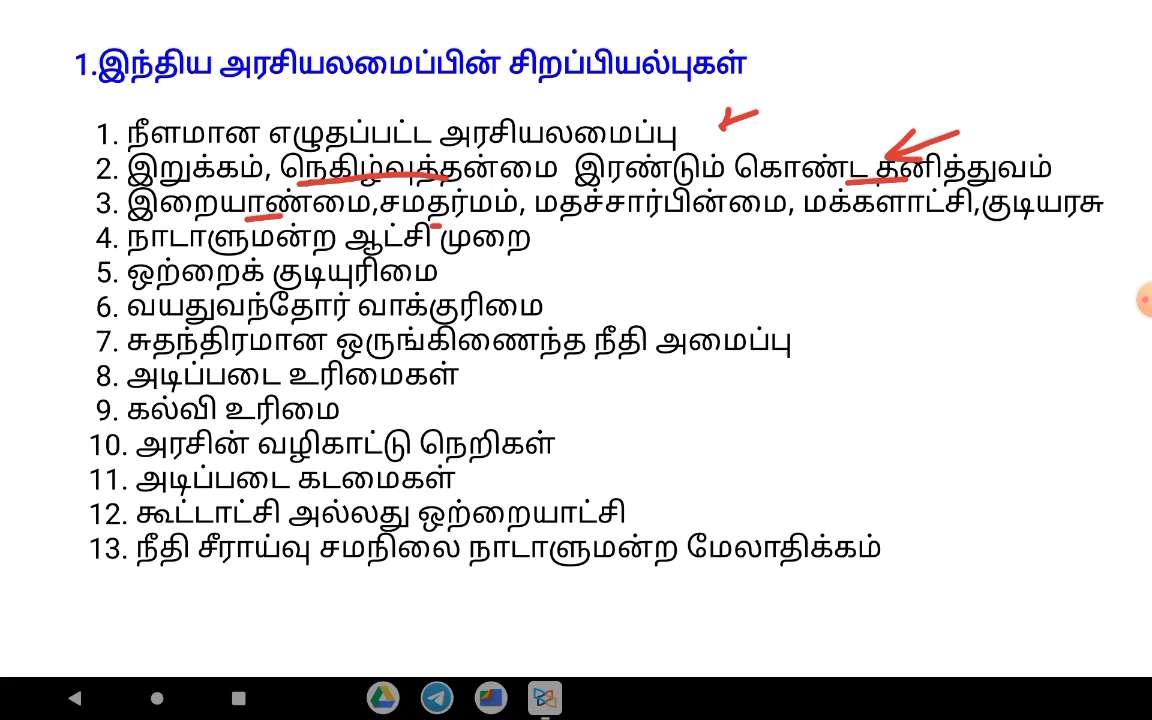 1.இந்திய அரசியலமைப்பின் சிறப்பியல்புகள்
1. நீளமான எழுதப்பட்ட அரசியலமைப்பு
2. இறுக்கம், நெகிழ்வுத்தன்மை இரண்டும் கொண்ட தனித்துவம்
3. இறையாண்மை,சமதர்மம், மதச்சார்பின்மை, மக்களாட்சி,குடியரசு
4. நாடாளுமன்ற ஆட்சி முறை
5. ஒற்றைக் குடியுரிமை
6. வயதுவந்தோர் வாக்குரிமை
7. சுதந்திரமான ஒருங்கிணைந்த நீதி அமைப்பு
8. அடிப்படை உரிமைகள்
9. கல்வி உரிமை
10. அரசின் வழிகாட்டு நெறிகள்
11. அடிப்படை கடமைகள்
12. கூட்டாட்சி அல்லது ஒற்றையாட்சி
13. நீதி சீராய்வு சமநிலை நாடாளுமன்ற மேலாதிக்கம்